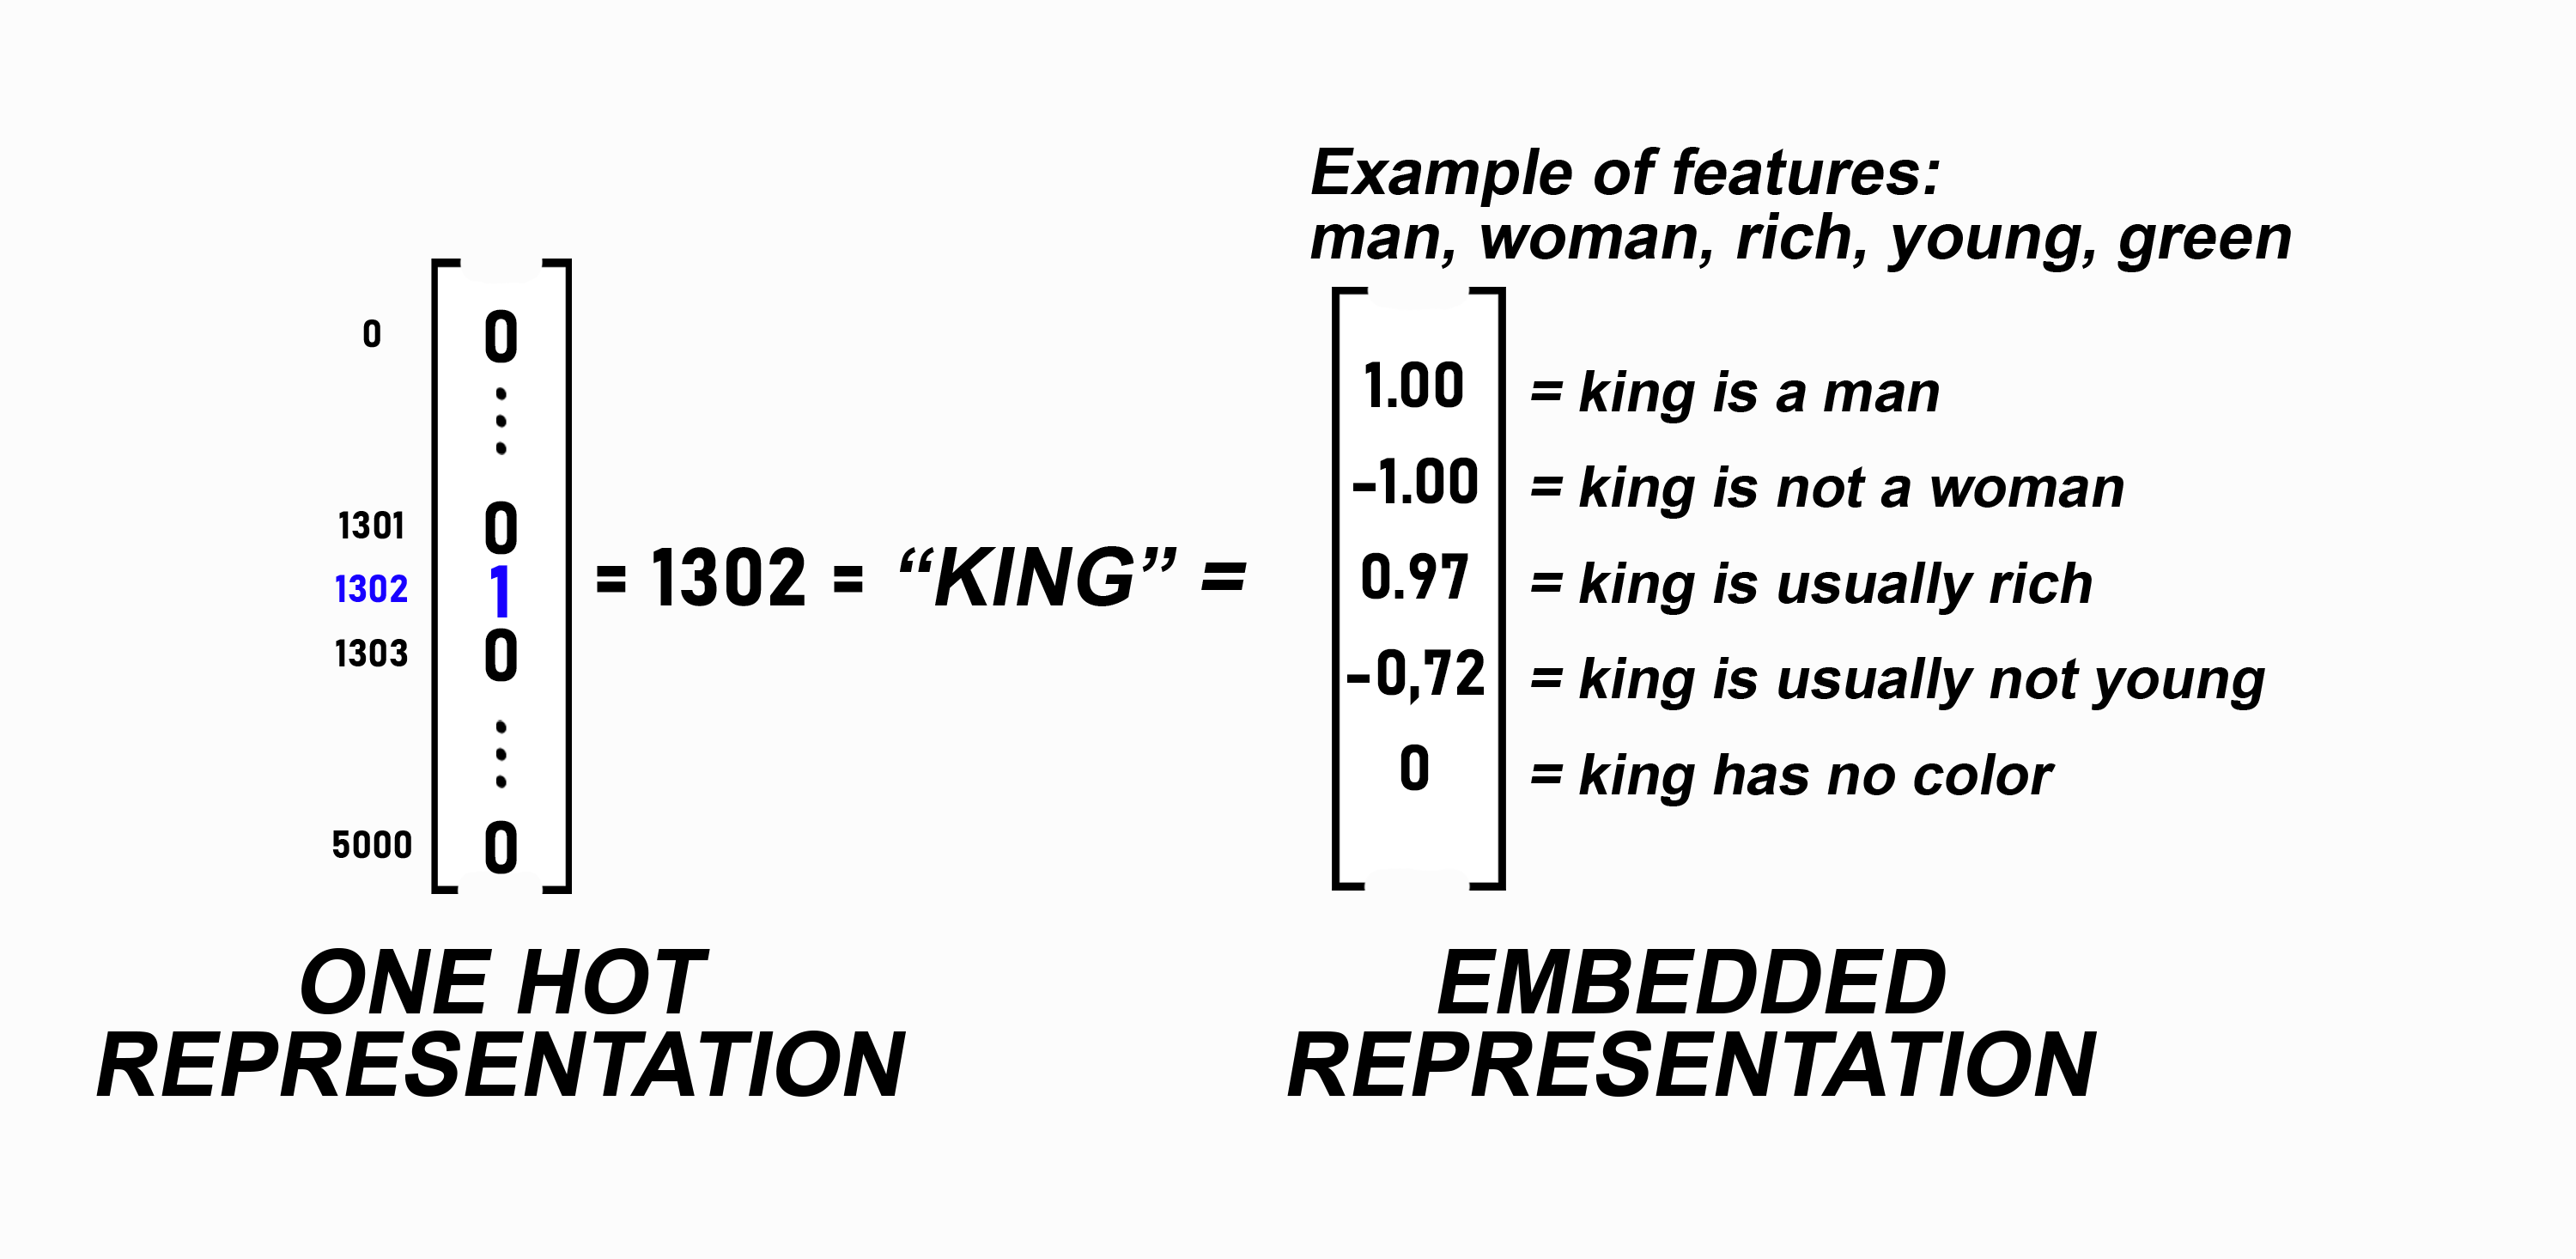 Example of features:
man, woman, rich, young, green
0 0
1301 0
1302 1
1303 0
5000 0
= 1302 = “KING” =
1.00 = king is a man
-1.00 = king is not a woman
0.97 = king is usually rich
-0,72 = king is usually not young
0 = king has no color
ONE HOT
REPRESENTATION
EMBEDDED
REPRESENTATION